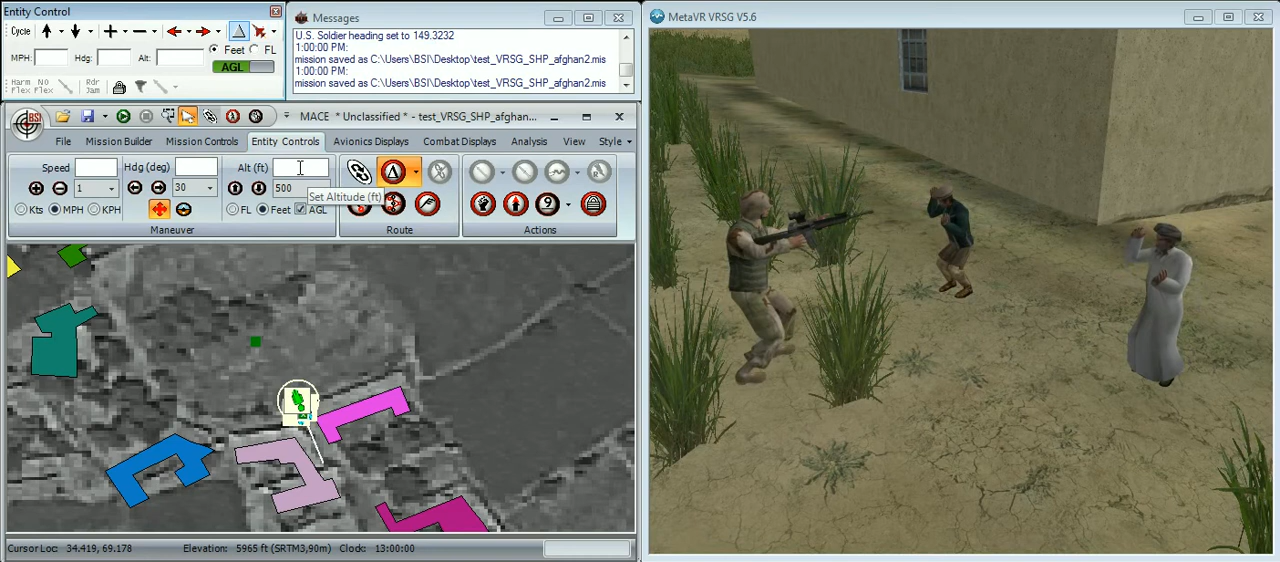 Entity Control
Cycle
MPH: Hdg: Alt: Feet FL
AGL
Harm Flex NO Flex Rdr Jam
Messages
U.S. Soldier heading set to 149.3232
1:00:00 PM:
mission saved as C:\Users\BSI\Desktop\test_VRSG_SHP_afghan2.mis
1:00:00 PM:
mission saved as C:\Users\BSI\Desktop\test_VRSG_SHP_afghan2.mis
BSI
MACE * Unclassified * - test_VRSG_SHP_afghan...
File Mission Builder Mission Controls Entity Controls Avionics Displays Combat Displays Analysis View Style
Speed Hdg (deg) Alt (ft)
1 30 500
Set Altitude (ft)
Kts MPH KPH FL Feet AGL
Maneuver Route Actions
Cursor Loc: 34.419, 69.178 Elevation: 5965 ft (SRTM3,90m) Clock: 13:00:00
MetaVR VRSG V5.6